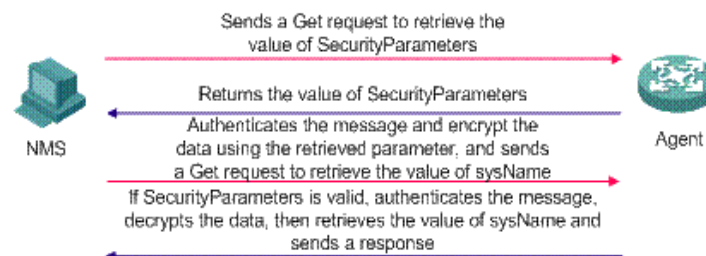 Sends a Get request to retrieve the
value of SecurityParameters
Returns the value of SecurityParameters
NMS
Agent
Authenticates the message and encrypt the
data using the retrieved parameter, and sends
a Get request to retrieve the value of sysName
If SecurityParameters is valid, authenticates the message,
decrypts the data, then retrieves the value of sysName and
sends a response